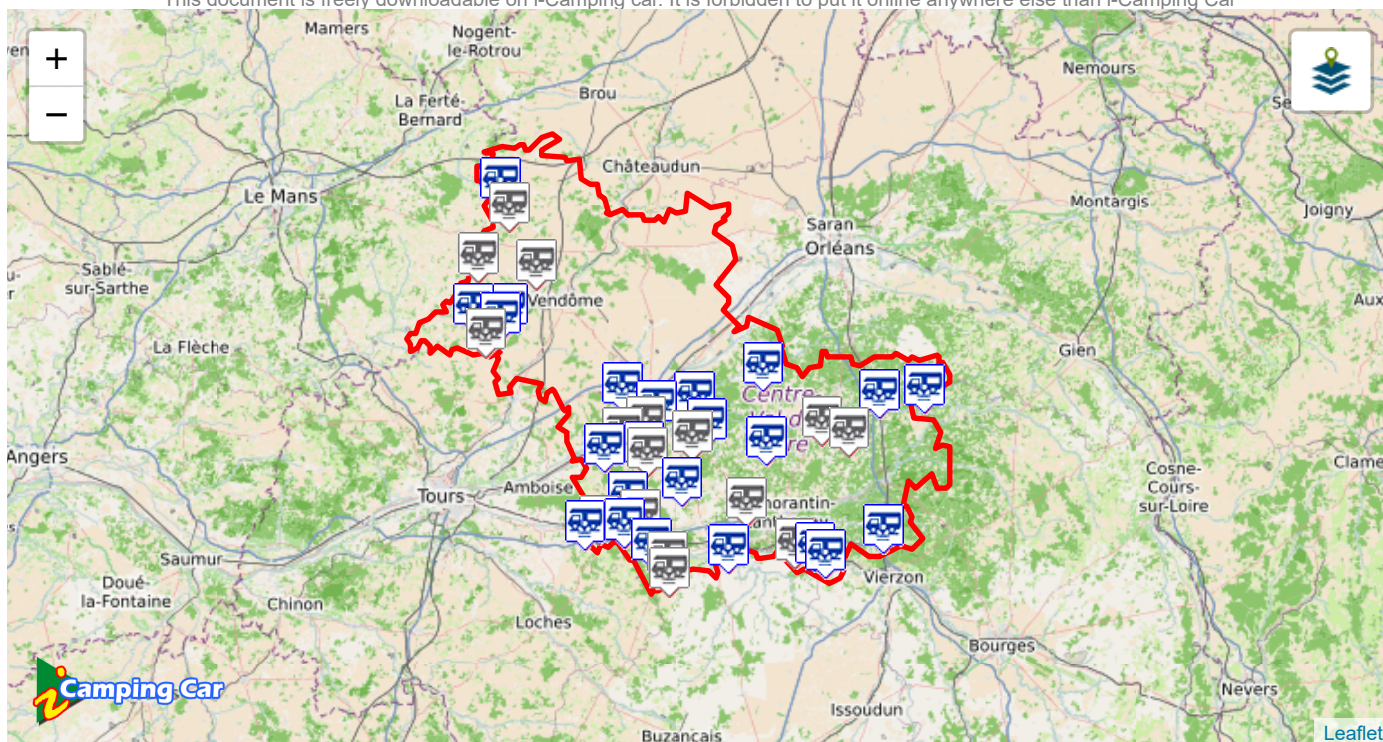 This document is freely downloadable on i-Camping car. It is forbidden to put it online anywhere else than i-Camping Car
Mamers
Nogent-
le-Rotrou
+
−
Nemours
Brou
La Ferté-
Bernard
Châteaudun
Le Mans
Montargis
Joigny
Saran
Orléans
Sablé-
sur-Sarthe
Vendôme
La Flèche
Gien
Centre
Angers
Cosne-
Cours-
sur-Loire
Tours
Amboise
Saumur
Vierzon
Doué-
la-Fontaine
Chinon
Loches
Bourges
i
Camping Car
Nevers
Issoudun
Buzançais
Leaflet